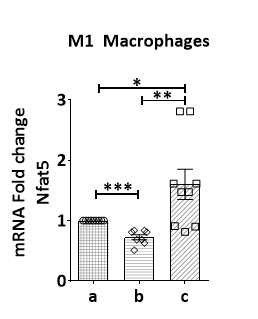 M1 Macrophages
mRNA Fold change
Nfat5
*
**
***
3
2
1
0
a b c